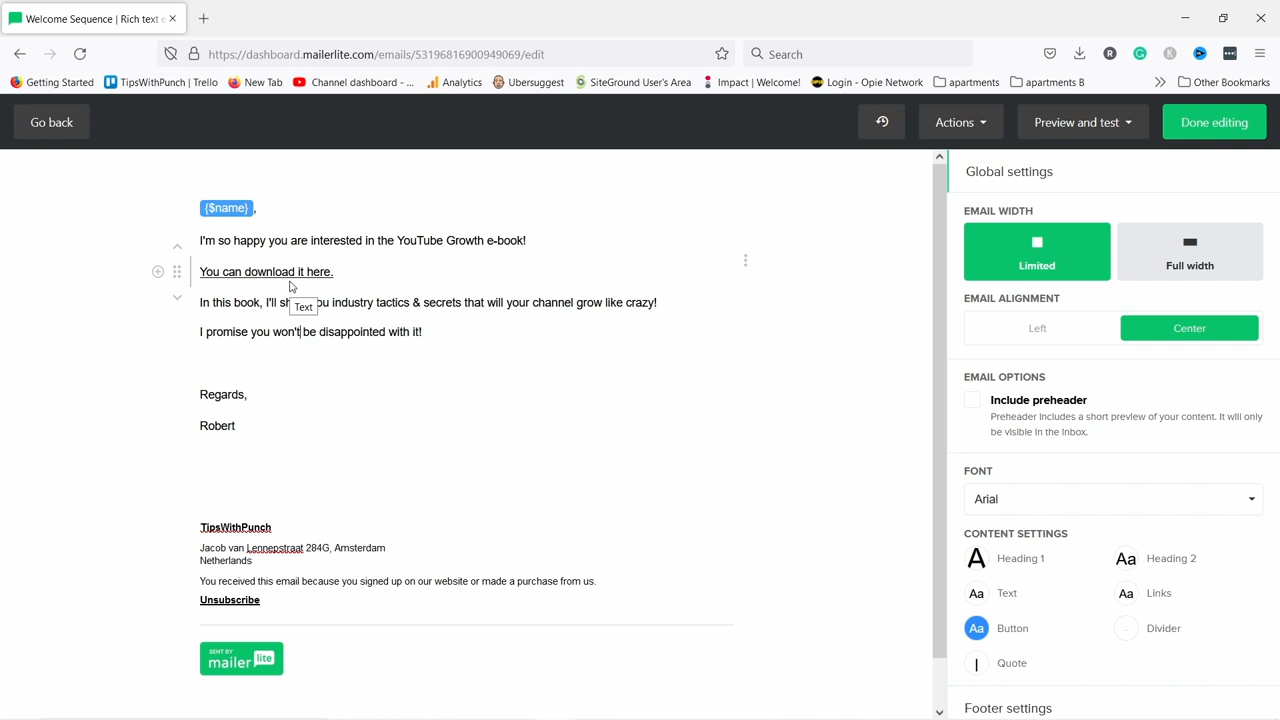 Welcome Sequence | Rich text e
https://dashboard.mailerlite.com/emails/53196816900949069/edit
Search
Getting Started
TipsWithPunch | Trello
New Tab
Channel dashboard - ...
Analytics
Ubersuggest
SiteGround User's Area
Impact | Welcome!
Login - Opie Network
apartments
apartments B
Other Bookmarks
Go back
Actions
Preview and test
Done editing
{$name},
I'm so happy you are interested in the YouTube Growth e-book!
You can download it here.
In this book, I'll sh ou industry tactics & secrets that will your channel grow like crazy!
Text
I promise you won't be disappointed with it!
Regards,
Robert
TipsWithPunch
Jacob van Lennepstraat 284G, Amsterdam
Netherlands
You received this email because you signed up on our website or made a purchase from us.
Unsubscribe
SENT BY
mailer lite
Global settings
EMAIL WIDTH
Limited
Full width
EMAIL ALIGNMENT
Left
Center
EMAIL OPTIONS
Include preheader
Preheader includes a short preview of your content. It will only
be visible in the inbox.
FONT
Arial
CONTENT SETTINGS
A Heading 1
Aa Heading 2
Aa Text
Aa Links
Aa Button
Divider
Quote
Footer settings